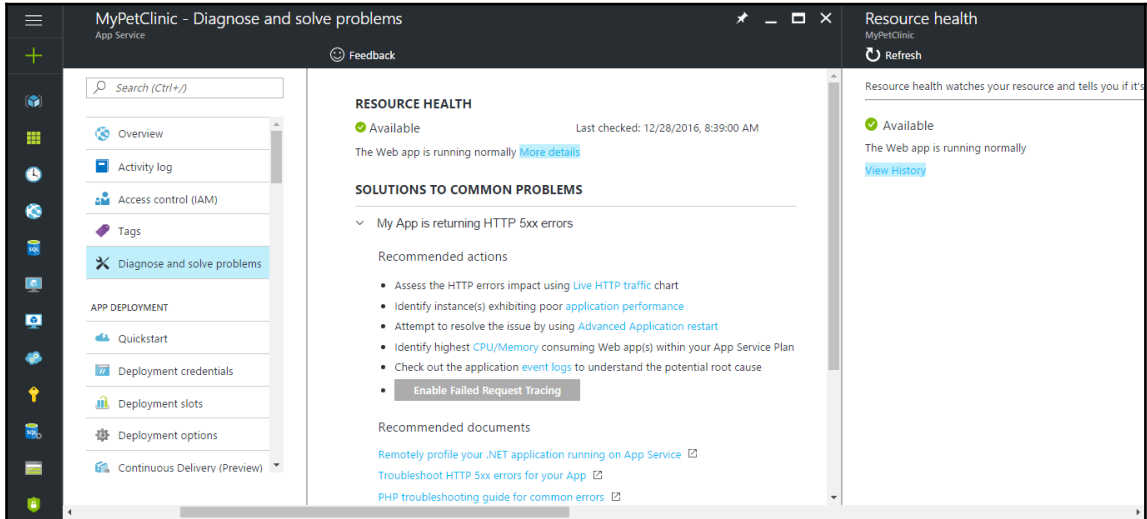 MyPetClinic - Diagnose and solve problems
App Service
Feedback
Search (Ctrl+/)
Overview
Activity log
Access control (IAM)
Tags
Diagnose and solve problems
APP DEPLOYMENT
Quickstart
Deployment credentials
Deployment slots
Deployment options
Continuous Delivery (Preview)
RESOURCE HEALTH
Available Last checked: 12/28/2016, 8:39:00 AM
The Web app is running normally More details
SOLUTIONS TO COMMON PROBLEMS
My App is returning HTTP 5xx errors
Recommended actions
Assess the HTTP errors impact using Live HTTP traffic chart
Identify instance(s) exhibiting poor application performance
Attempt to resolve the issue by using Advanced Application restart
Identify highest CPU/Memory consuming Web app(s) within your App Service Plan
Check out the application event logs to understand the potential root cause
Enable Failed Request Tracing
Recommended documents
Remotely profile your .NET application running on App Service
Troubleshoot HTTP 5xx errors for your App
PHP troubleshooting guide for common errors
Resource health
MyPetClinic
Refresh
Resource health watches your resource and tells you if it's
Available
The Web app is running normally
View History
SQL
SQL